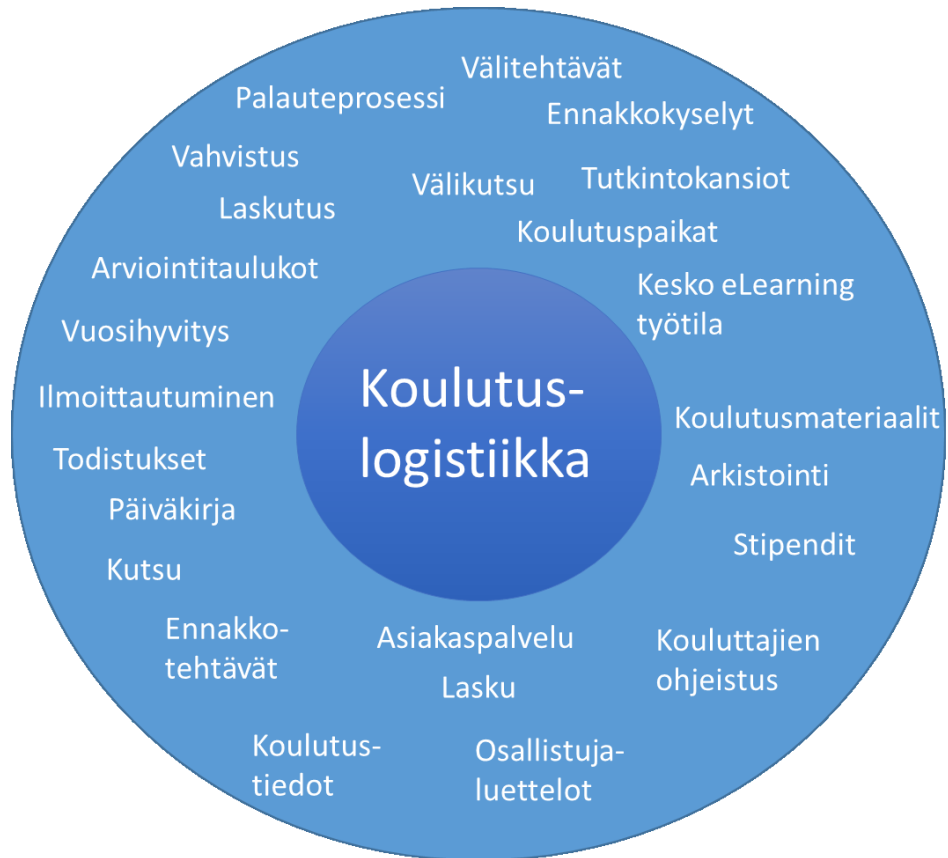 Välitehtävät
Palauteprosessi
Ennakkokyselyt
Vahvistus
Välikutsu
Tutkintokansiot
Laskutus
Koulutuspaikat
Arviointitaulukot
Kesko eLearning
työtila
Vuosihyvitys
Koulutus-
logistiikka
Ilmoittautuminen
Koulutusmateriaalit
Todistukset
Arkistointi
Päiväkirja
Stipendit
Kutsu
Ennakko-
tehtävät
Asiakaspalvelu
Kouluttajien
ohjeistus
Lasku
Koulutus-
tiedot
Osallistuja-
luettelot